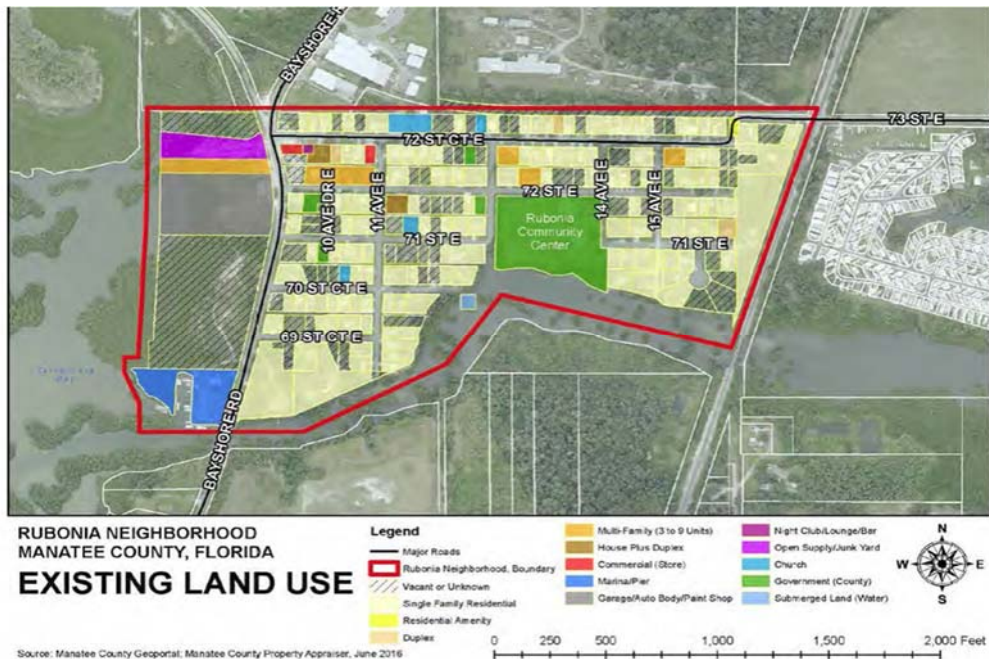 BAYSHORE RD
73 ST E
72 ST CT E
10 AVE DR E
11 AVE E
72 ST E
14 AVE E
15 AVE E
Rubonia
Community
Center
71 ST E
71 ST E
70 ST CT E
69 ST CT E
BAYSHORE RD
RUBONIA NEIGHBORHOOD
MANATEE COUNTY, FLORIDA
EXISTING LAND USE
Source: Manatee County Geoportal; Manatee County Property Appraiser, June 2016
Legend
Major Roads
Rubonia Neighborhood, Boundary
Vacant or Unknown
Single Family Residential
Residential Amenity
Duplex
Multi-Family (3 to 9 Units)
House Plus Duplex
Commercial (Store)
Marina/Pier
Garage/Auto Body/Paint Shop
Night Club/Lounge/Bar
Open Supply/Junk Yard
Church
Government (County)
Submerged Land (Water)
N
W E
S
0 250 500 1,000 1,500 2,000 Feet